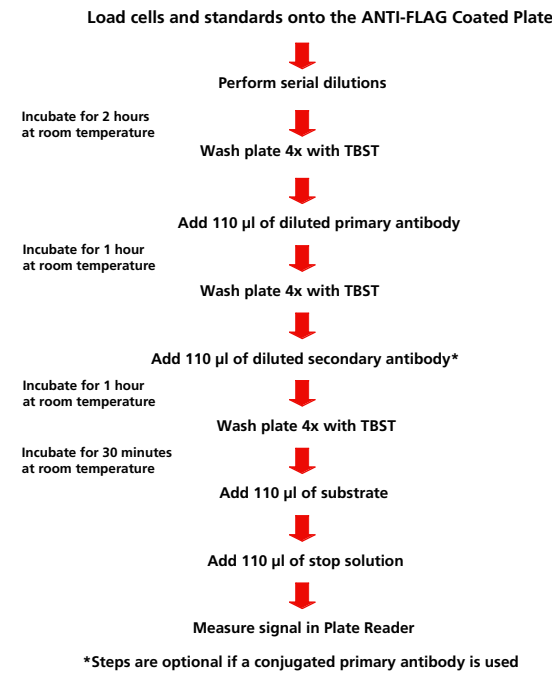 Load cells and standards onto the ANTI-FLAG Coated Plate
Perform serial dilutions
Incubate for 2 hours
at room temperature
Wash plate 4x with TBST
Add 110 µl of diluted primary antibody
Incubate for 1 hour
at room temperature
Wash plate 4x with TBST
Add 110 µl of diluted secondary antibody*
Incubate for 1 hour
at room temperature
Wash plate 4x with TBST
Incubate for 30 minutes
at room temperature
Add 110 µl of substrate
Add 110 µl of stop solution
Measure signal in Plate Reader
*Steps are optional if a conjugated primary antibody is used